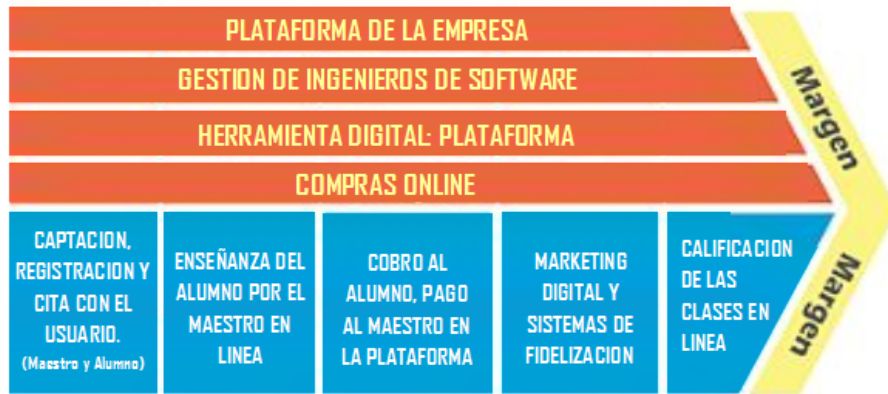 PLATAFORMA DE LA EMPRESA
GESTION DE INGENIEROS DE SOFTWARE
HERRAMIENTA DIGITAL: PLATAFORMA
COMPRAS ONLINE
Margen
CAPTACION,
REGISTRACION Y
CITA CON EL
USUARIO.
(Maestro y Alumno)
ENSEÑANZA DEL
ALUMNO POR EL
MAESTRO EN
LINEA
COBRO AL
ALUMNO, PAGO
AL MAESTRO EN
LA PLATAFORMA
MARKETING
DIGITAL Y
SISTEMAS DE
FIDELIZACION
CALIFICACION
DE LAS
CLASES EN
LINEA
Margen